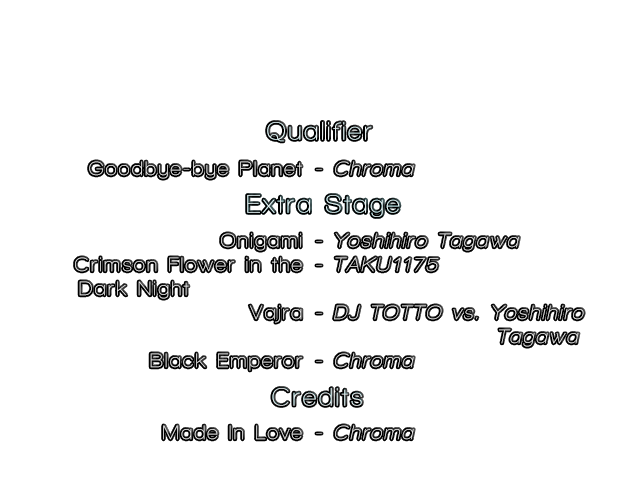 Qualifier
Goodbye-bye Planet - Chroma
Extra Stage
Onigami - Yoshihiro Tagawa
Crimson Flower in the - TAKU1175
Dark Night
Vajra - DJ TOTTO vs. Yoshihiro
Tagawa
Black Emperor - Chroma
Credits
Made In Love - Chroma